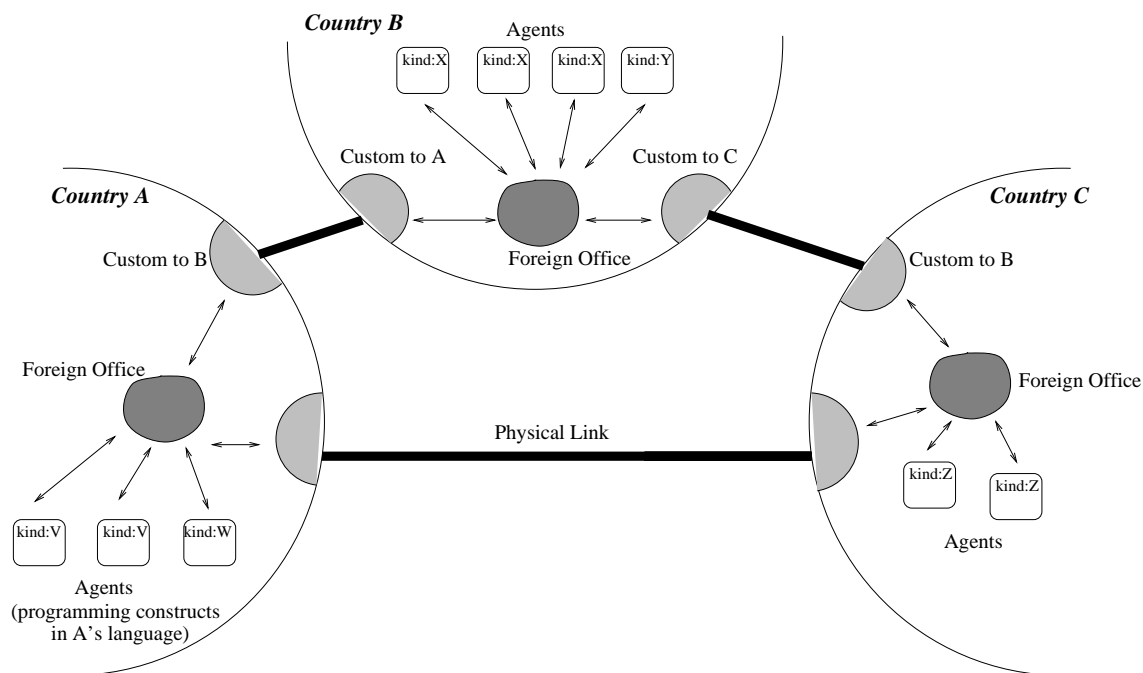 Country B
Agents
kind:X
kind:X
kind:X
kind:Y
Custom to A
Custom to C
Foreign Office
Country A
Custom to B
Foreign Office
kind:V
kind:V
kind:W
Agents
(programming constructs
in A's language)
Physical Link
Country C
Custom to B
Foreign Office
kind:Z
kind:Z
Agents